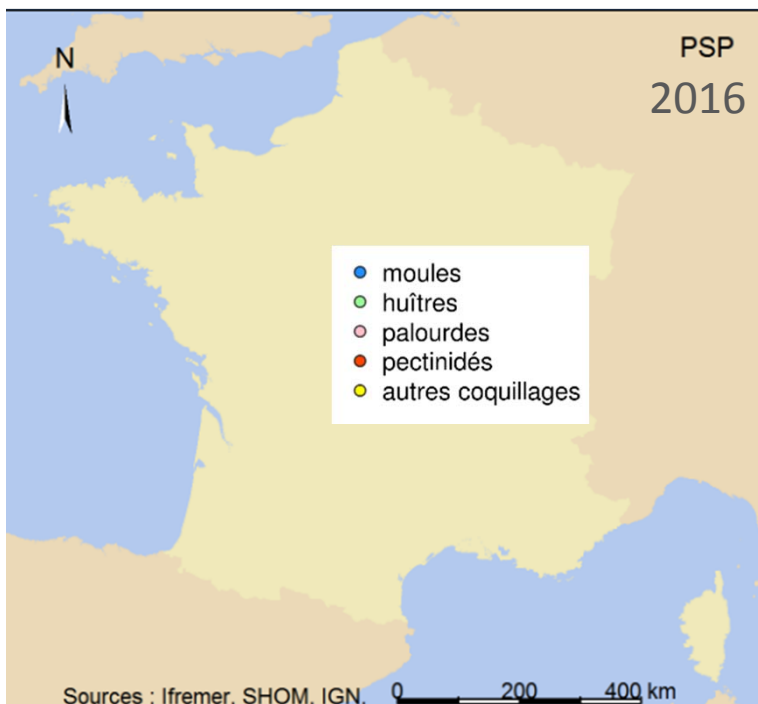 PSP
N
2016
moules
huîtres
palourdes
pectinidés
autres coquillages
Sources : Ifremer, SHOM, IGN.
0 200 400 km